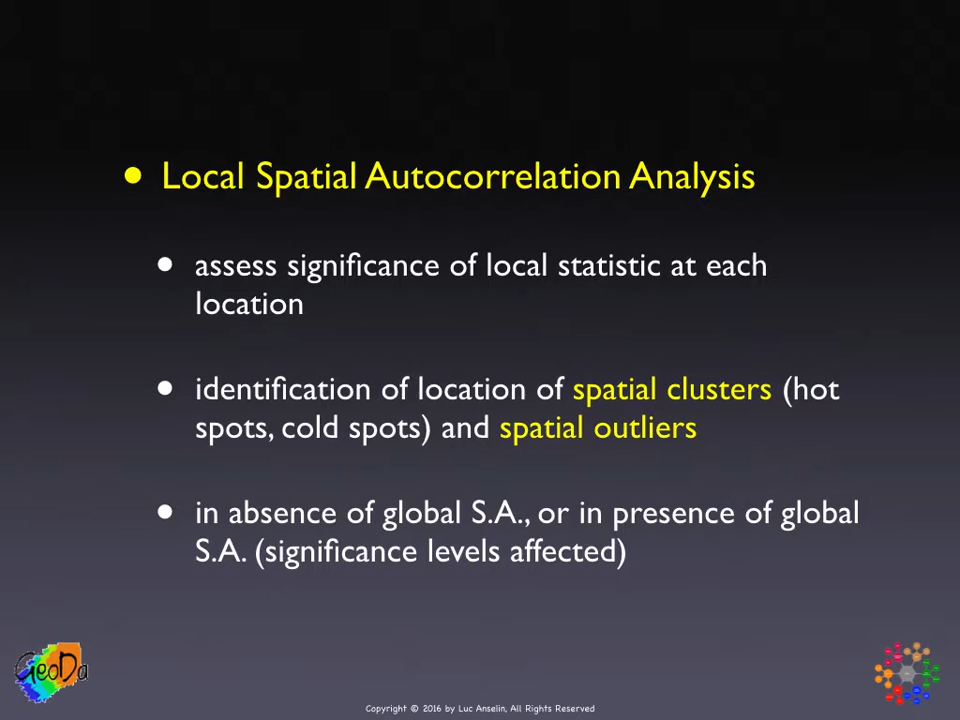 • Local Spatial Autocorrelation Analysis
• assess significance of local statistic at each
location
• identification of location of spatial clusters (hot
spots, cold spots) and spatial outliers
• in absence of global S.A., or in presence of global
S.A. (significance levels affected)
GeoDa
Copyright © 2016 by Luc Anselin, All Rights Reserved